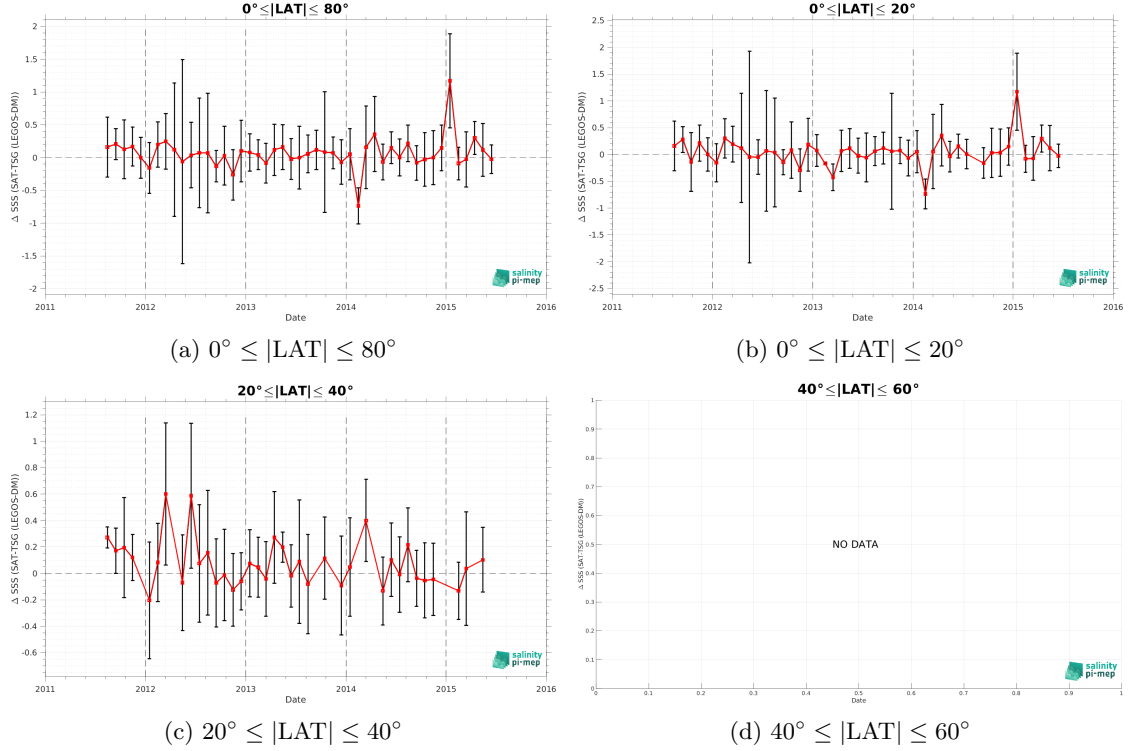 0°≤|LAT|≤ 80°
2
1.5
1
0.5
0
-0.5
-1
-1.5
-2
Δ SSS (SAT-TSG (LEGOS-DM))
2011
2012
2013
2014
2015
2016
Date
salinity
pi-mep
(a) 0° ≤ |LAT| ≤ 80°
0°≤|LAT|≤ 20°
2.5
2
1.5
1
0.5
0
-0.5
-1
-1.5
-2
-2.5
Δ SSS (SAT-TSG (LEGOS-DM))
2011
2012
2013
2014
2015
2016
Date
salinity
pi-mep
(b) 0° ≤ |LAT| ≤ 20°
20°≤|LAT|≤ 40°
1.2
1
0.8
0.6
0.4
0.2
0
-0.2
-0.4
-0.6
Δ SSS (SAT-TSG (LEGOS-DM))
2011
2012
2013
2014
2015
2016
Date
salinity
pi-mep
(c) 20° ≤ |LAT| ≤ 40°
40°≤|LAT|≤ 60°
1
0.9
0.8
0.7
0.6
0.5
0.4
0.3
0.2
0.1
0
Δ SSS (SAT-TSG (LEGOS-DM))
NO DATA
0
0.1
0.2
0.3
0.4
0.5
0.6
0.7
0.8
0.9
1
Date
salinity
pi-mep
(d) 40° ≤ |LAT| ≤ 60°